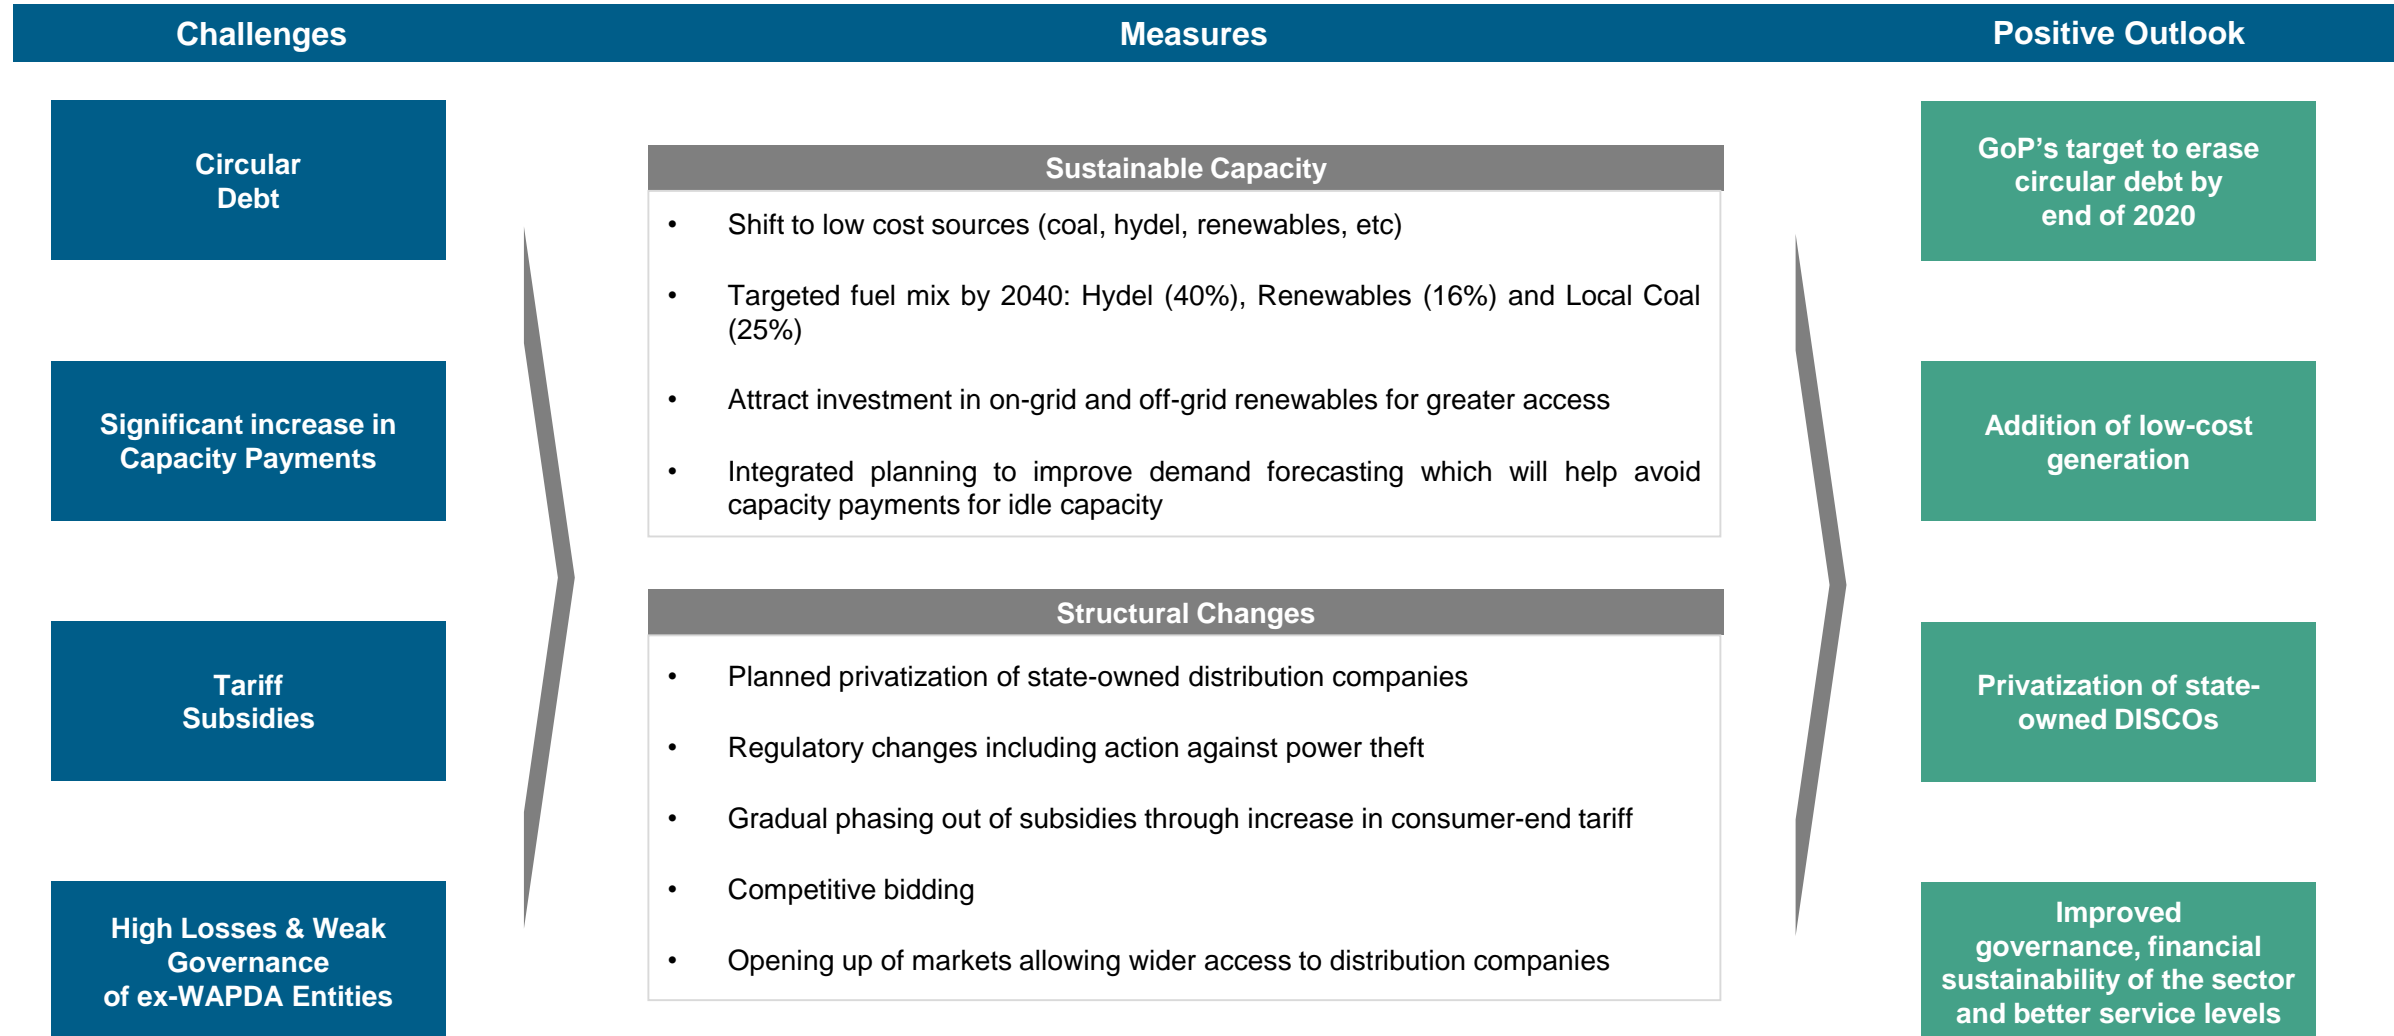 Challenges
Measures
Positive Outlook
Circular
Debt
Significant increase in
Capacity Payments
Tariff
Subsidies
High Losses & Weak
Governance
of ex-WAPDA Entities
Sustainable Capacity
• Shift to low cost sources (coal, hydel, renewables, etc)
• Targeted fuel mix by 2040: Hydel (40%), Renewables (16%) and Local Coal
(25%)
• Attract investment in on-grid and off-grid renewables for greater access
• Integrated planning to improve demand forecasting which will help avoid
capacity payments for idle capacity
Structural Changes
• Planned privatization of state-owned distribution companies
• Regulatory changes including action against power theft
• Gradual phasing out of subsidies through increase in consumer-end tariff
• Competitive bidding
• Opening up of markets allowing wider access to distribution companies
GoP’s target to erase
circular debt by
end of 2020
Addition of low-cost
generation
Privatization of state-
owned DISCOs
Improved
governance, financial
sustainability of the sector
and better service levels